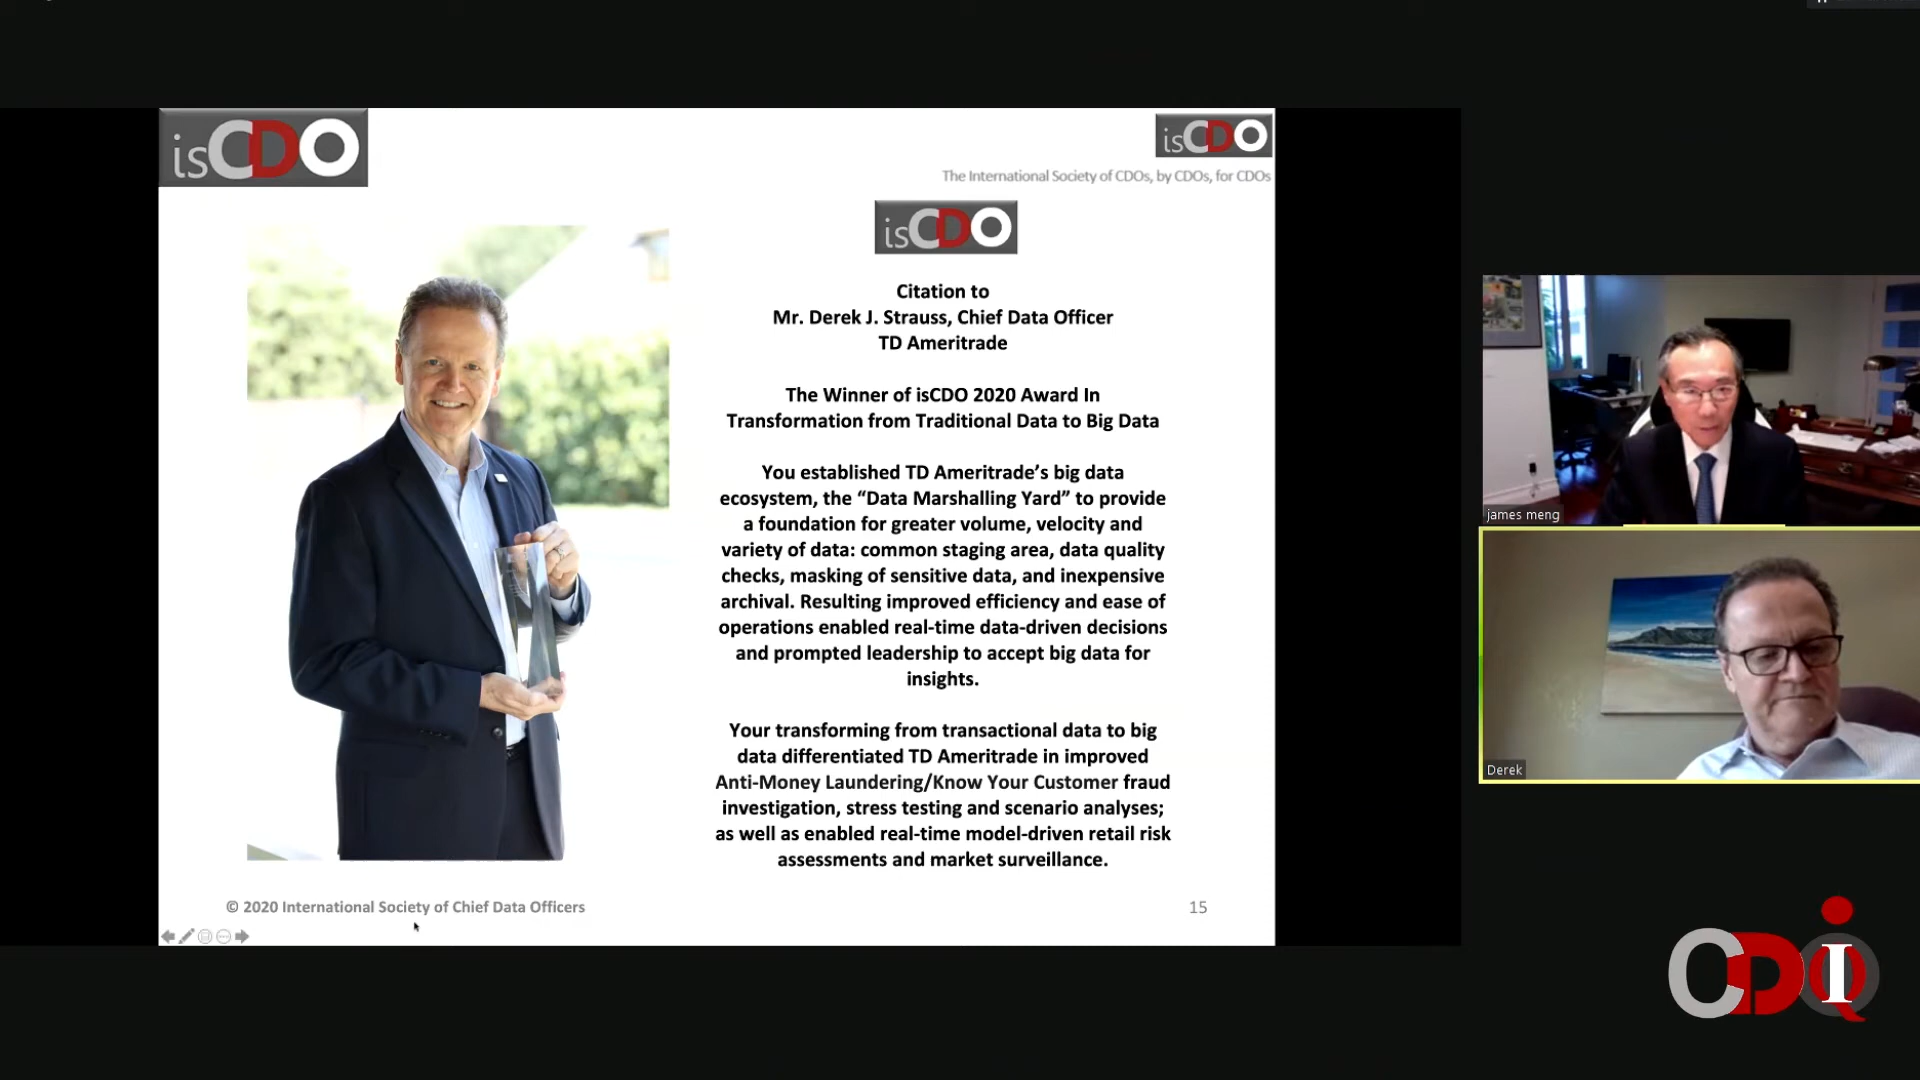 isCDO
isCDO
The International Society of CDOs, by CDOs, for CDOs
isCDO
Citation to
Mr. Derek J. Strauss, Chief Data Officer
TD Ameritrade
The Winner of isCDO 2020 Award In
Transformation from Traditional Data to Big Data
You established TD Ameritrade’s big data
ecosystem, the “Data Marshalling Yard” to provide
a foundation for greater volume, velocity and
variety of data: common staging area, data quality
checks, masking of sensitive data, and inexpensive
archival. Resulting improved efficiency and ease of
operations enabled real-time data-driven decisions
and prompted leadership to accept big data for
insights.
Your transforming from transactional data to big
data differentiated TD Ameritrade in improved
Anti-Money Laundering/Know Your Customer fraud
investigation, stress testing and scenario analyses;
as well as enabled real-time model-driven retail risk
assessments and market surveillance.
© 2020 International Society of Chief Data Officers
15
james meng
Derek
CDIQ